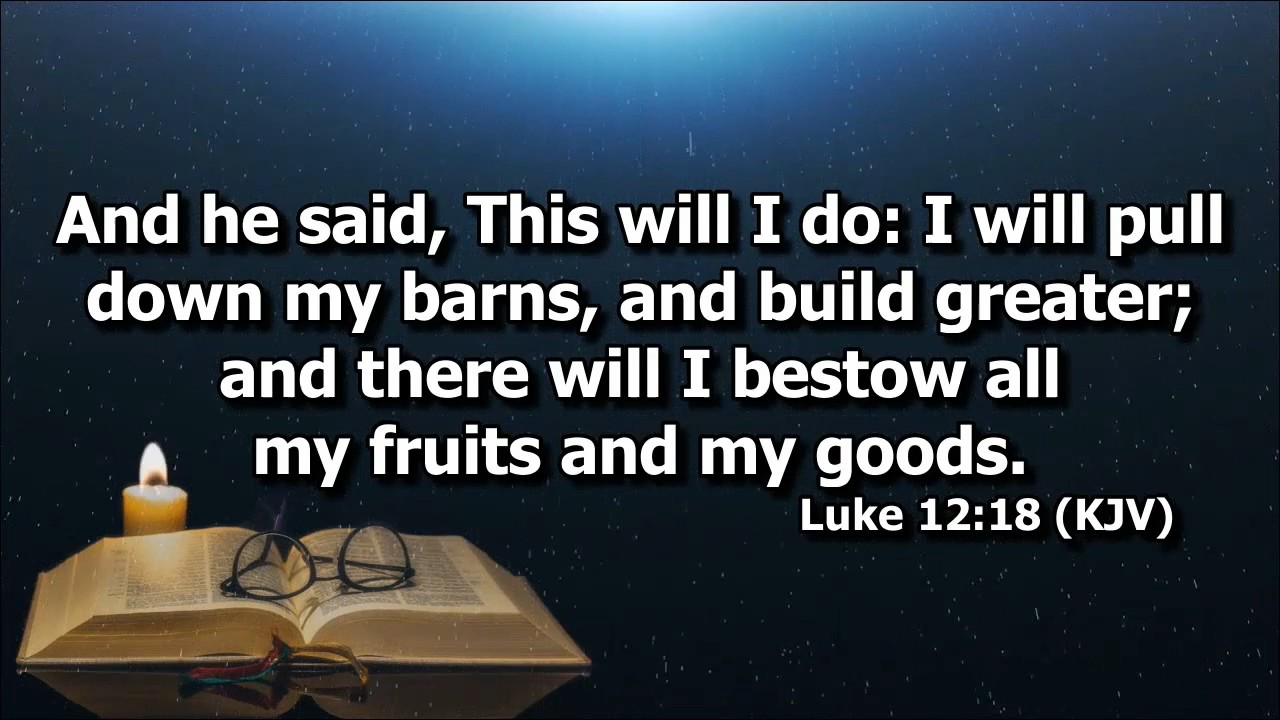 And he said, This will I do: I will pull
down my barns, and build greater;
and there will I bestow all
my fruits and my goods.
Luke 12:18 (KJV)